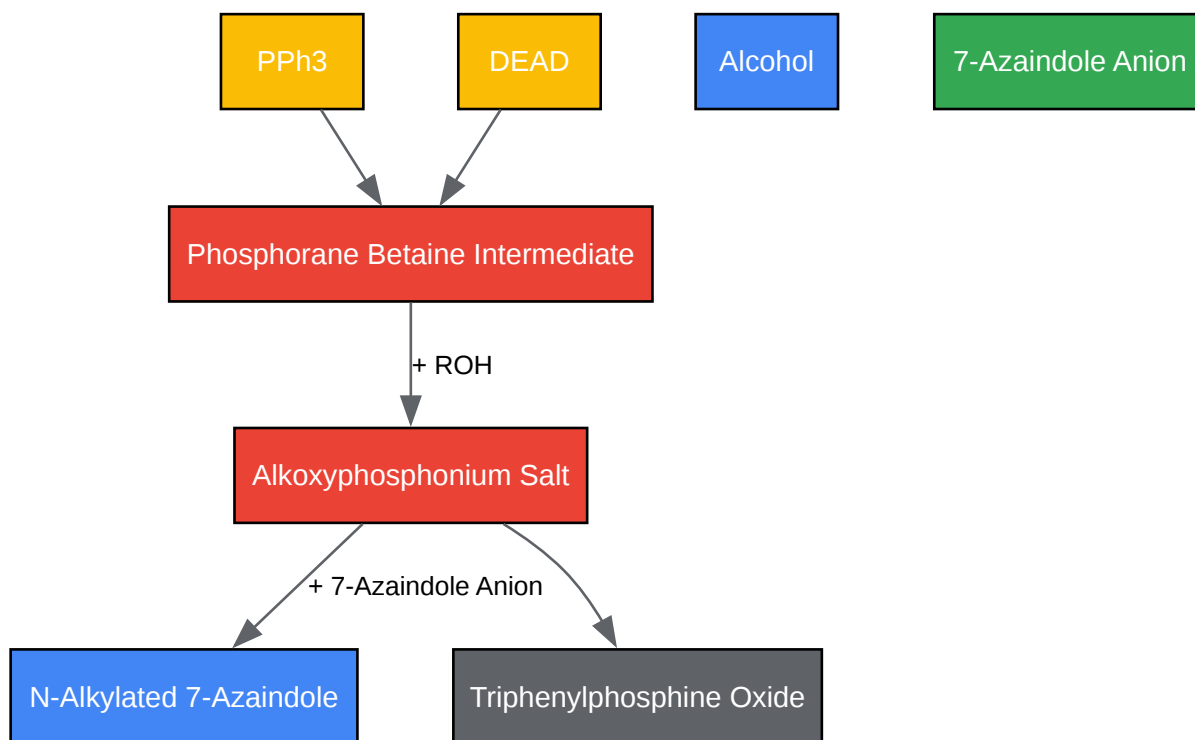 PPh3
DEAD
Alcohol
7-Azaindole Anion
Phosphorane Betaine Intermediate
+ ROH
Alkoxyphosphonium Salt
+ 7-Azaindole Anion
N-Alkylated 7-Azaindole
Triphenylphosphine Oxide